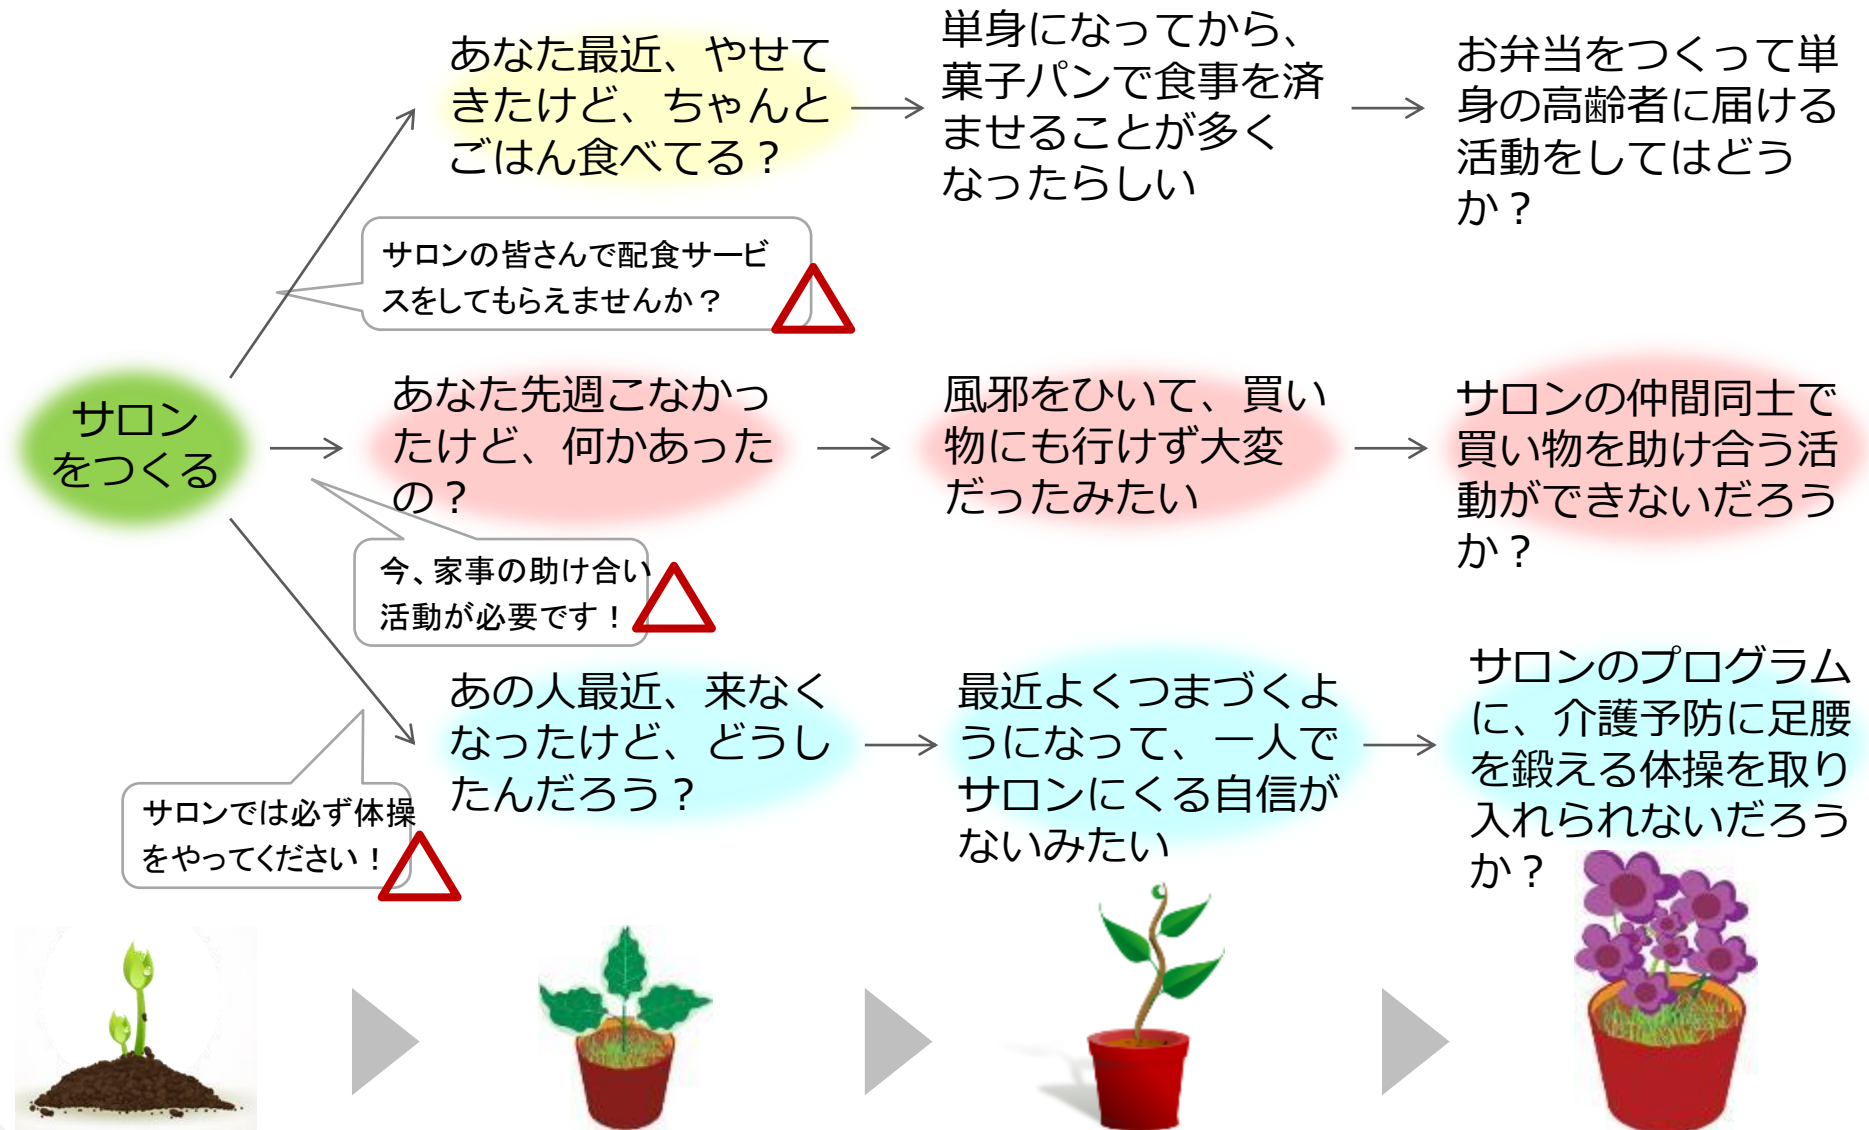 あなた最近、やせて
きたけど、ちゃんと
ごはん食べてる？
単身になってから、
菓子パンで食事を済
ませることが多く
なったらしい
お弁当をつくって単
身の高齢者に届ける
活動をしてはどう
か？
サロンの皆さんで配食サービ
スをしてもらえませんか？
サロン
をつくる
あなた先週こなかっ
たけど、何かあった
の？
風邪をひいて、買い
物にも行けず大変
だったみたい
サロンの仲間同士で
買い物を助け合う活
動ができないだろう
か？
今、家事の助け合い
活動が必要です！
あの人最近、来なく
なったけど、どうし
たんだろう？
最近よくつまづくよ
うになって、一人で
サロンにくる自信が
ないみたい
サロンのプログラム
に、介護予防に足腰
を鍛える体操を取り
入れられないだろう
か？
サロンでは必ず体操
をやってください！